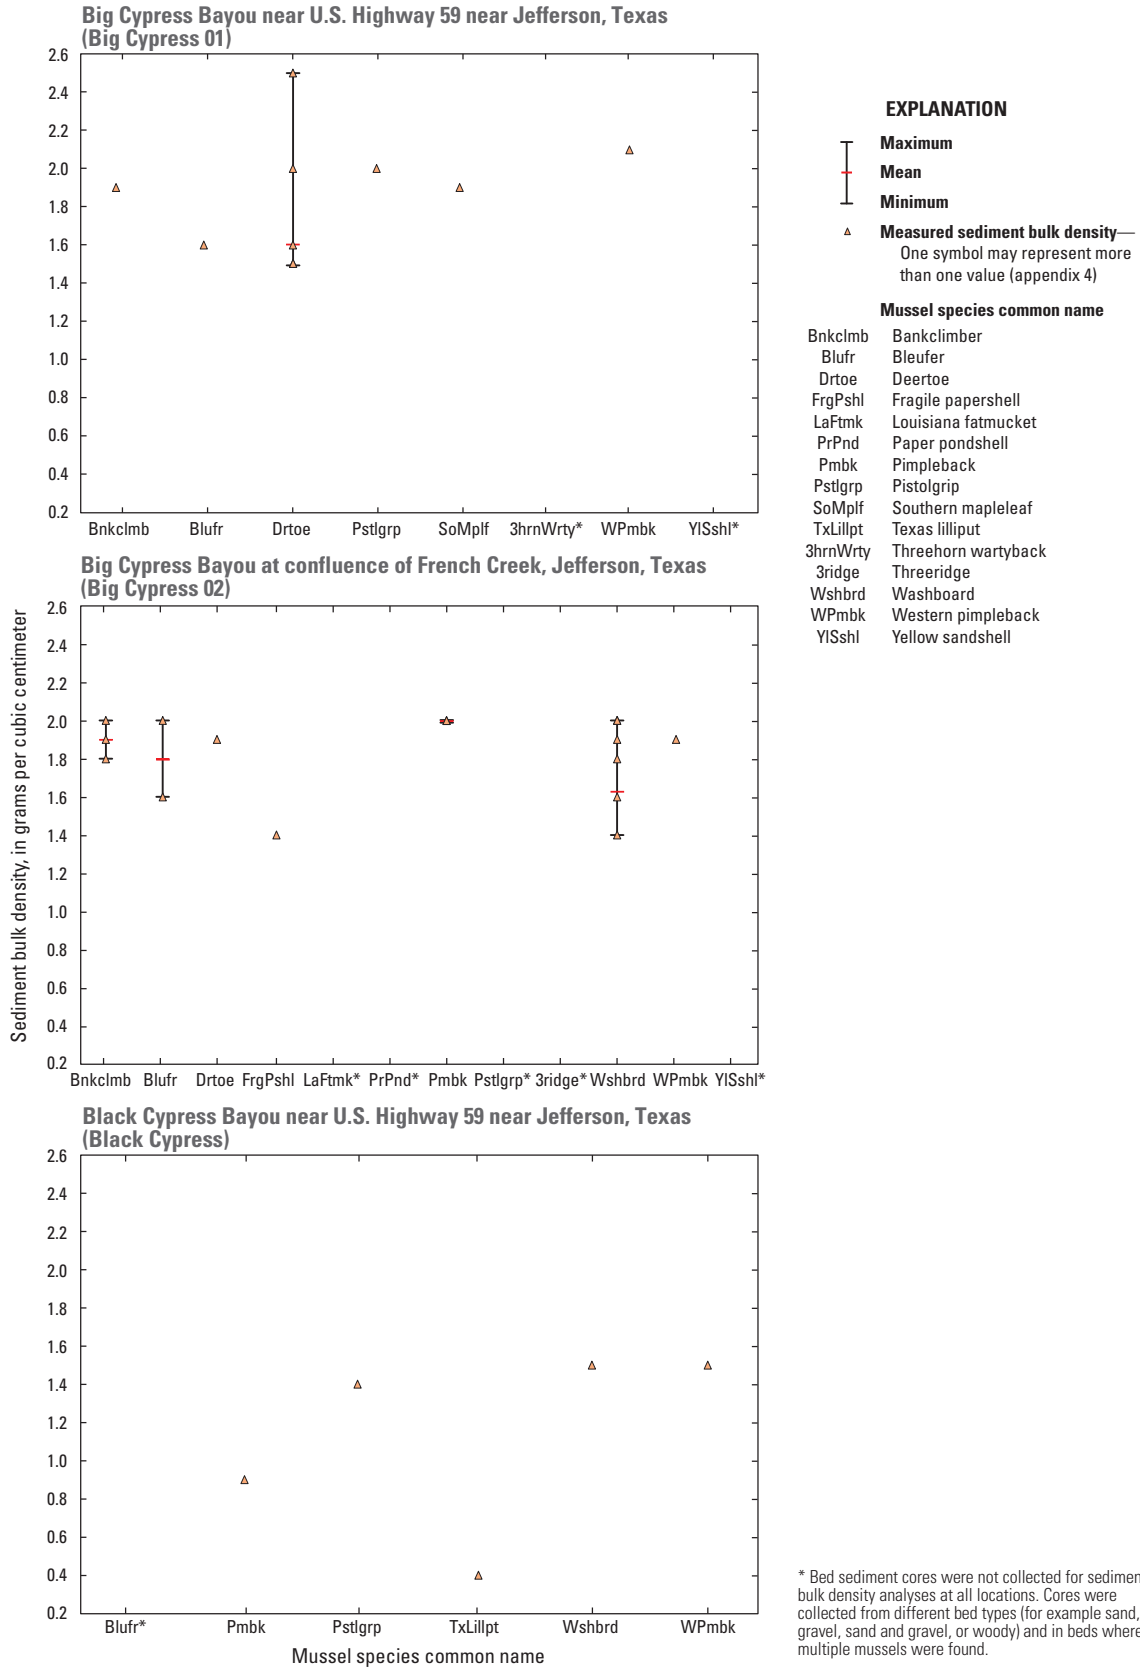 Big Cypress Bayou near U.S. Highway 59 near Jefferson, Texas
(Big Cypress 01)
2.6
2.4
2.2
2.0
1.8
1.6
1.4
1.2
1.0
0.8
0.6
0.4
0.2
Bnkclmb Blufr Drtoe Pstlgrp SoMplf 3hrnWrty* WPmbk YlSshl*
Big Cypress Bayou at confluence of French Creek, Jefferson, Texas
(Big Cypress 02)
Sediment bulk density, in grams per cubic centimeter
2.6
2.4
2.2
2.0
1.8
1.6
1.4
1.2
1.0
0.8
0.6
0.4
0.2
Bnkclmb Blufr Drtoe FrgPshl LaFtmk* PrPnd* Pmbk Pstlgrp* 3ridge* Wshbrd WPmbk YlSshl*
Black Cypress Bayou near U.S. Highway 59 near Jefferson, Texas
(Black Cypress)
2.6
2.4
2.2
2.0
1.8
1.6
1.4
1.2
1.0
0.8
0.6
0.4
0.2
Blufr* Pmbk Pstlgrp TxLillpt Wshbrd WPmbk
Mussel species common name
EXPLANATION
Maximum
Mean
Minimum
Measured sediment bulk density—
One symbol may represent more
than one value (appendix 4)
Mussel species common name
Bnkclmb Bankclimber
Blufr Bleufer
Drtoe Deertoe
FrgPshl Fragile papershell
LaFtmk Louisiana fatmucket
PrPnd Paper pondshell
Pmbk Pimpleback
Pstlgrp Pistolgrip
SoMplf Southern mapleleaf
TxLillpt Texas lilliput
3hrnWrty Threehorn wartyback
3ridge Threeridge
Wshbrd Washboard
WPmbk Western pimpleback
YlSshl Yellow sandshell
* Bed sediment cores were not collected for sedimen
bulk density analyses at all locations. Cores were
collected from different bed types (for example sand,
gravel, sand and gravel, or woody) and in beds where
multiple mussels were found.